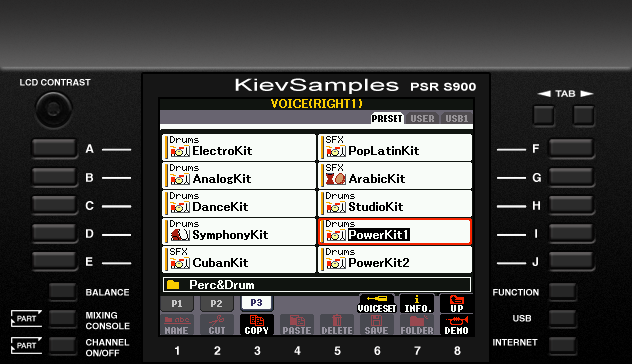 LCD CONTRAST
KievSamples PSR S900
◄ TAB ►
VOICE(RIGHT1)
PRESET USER USB1
A
B
C
D
E
Drums
ElectroKit
Drums
AnalogKit
Drums
DanceKit
Drums
SymphonyKit
SFX
CubanKit
SFX
PopLatinKit
SFX
ArabicKit
Drums
StudioKit
Drums
PowerKit1
Drums
PowerKit2
F
G
H
I
J
Perc&Drum
P1 P2 P3
VOICESET INFO. UP
NAME CUT COPY PASTE DELETE SAVE FOLDER DEMO
1 2 3 4 5 6 7 8
BALANCE
PART
MIXING
CONSOLE
PART
CHANNEL
ON/OFF
FUNCTION
USB
INTERNET